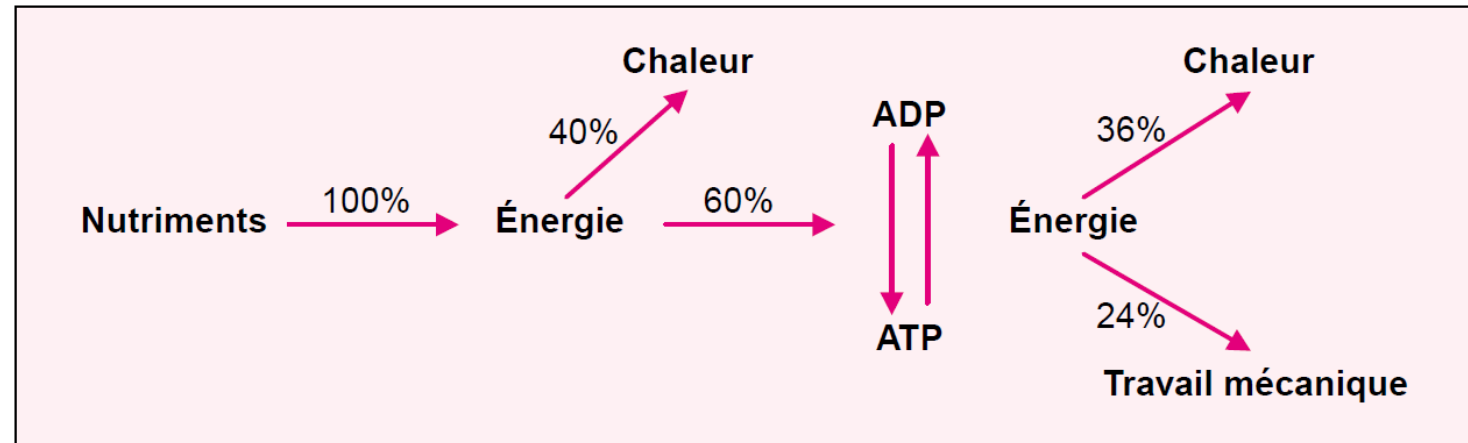 Chaleur
Chaleur
40%
ADP
36%
Nutriments
100%
Énergie
60%
Énergie
24%
ATP
Travail mécanique